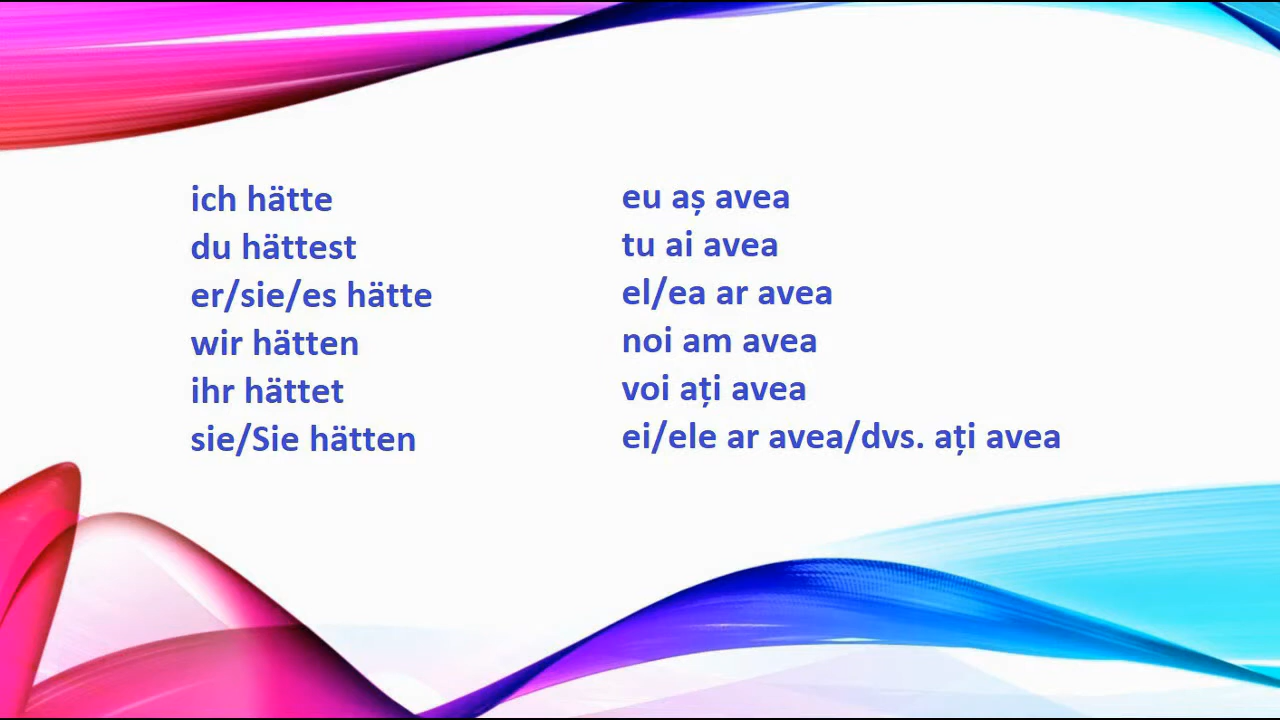 ich hätte
du hättest
er/sie/es hätte
wir hätten
ihr hättet
sie/Sie hätten
eu aș avea
tu ai avea
el/ea ar avea
noi am avea
voi ați avea
ei/ele ar avea/dvs. ați avea